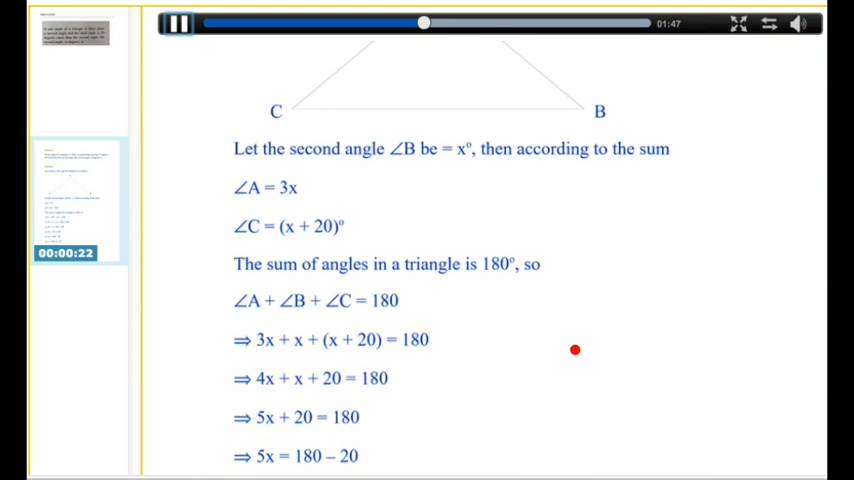 01:47
C
B
Let the second angle ∠B be = xº, then according to the sum
∠A = 3x
∠C = (x + 20)º
The sum of angles in a triangle is 180º, so
∠A + ∠B + ∠C = 180
⇒ 3x + x + (x + 20) = 180
⇒ 4x + x + 20 = 180
⇒ 5x + 20 = 180
⇒ 5x = 180 – 20
00:00:22